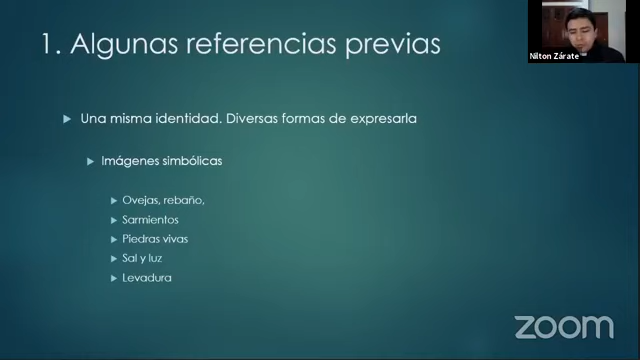 1. Algunas referencias previas
Nilton Zárate
Una misma identidad. Diversas formas de expresarla
Imágenes simbólicas
Ovejas, rebaño,
Sarmientos
Piedras vivas
Sal y luz
Levadura
zoom